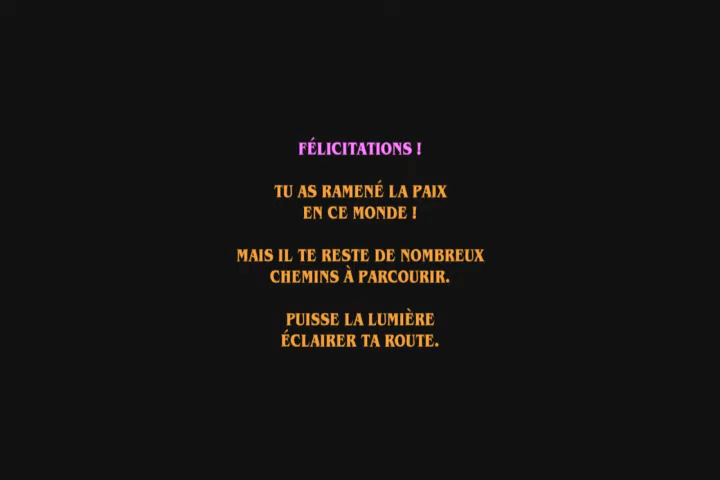 FÉLICITATIONS !
TU AS RAMENÉ LA PAIX
EN CE MONDE !
MAIS IL TE RESTE DE NOMBREUX
CHEMINS À PARCOURIR.
PUISSE LA LUMIÈRE
ÉCLAIRER TA ROUTE.